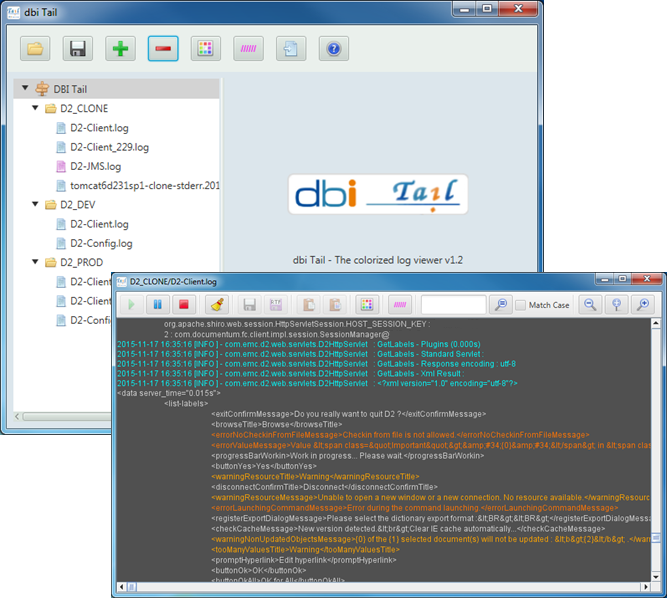 dbi Tail
DBI Tail
D2_CLONE
D2-Client.log
D2-Client_229.log
D2-JMS.log
tomcat6d231sp1-clone-stderr.201
D2_DEV
D2-Client.log
D2-Config.log
D2_PROD
D2-Client
D2-Client
D2-Config
dbi Tail
dbi Tail - The colorized log viewer v1.2
D2_CLONE/D2-Client.log
RTF
Match Case
org.apache.shiro.web.session.HttpServletSession.HOST_SESSION_KEY :
2 : com.documentum.fc.client.impl.session.SessionManager@
2015-11-17 16:35:16 [INFO ] - com.emc.d2.web.servlets.D2HttpServlet : GetLabels - Plugins (0.000s)
2015-11-17 16:35:16 [INFO ] - com.emc.d2.web.servlets.D2HttpServlet : GetLabels - Standard Servlet :
2015-11-17 16:35:16 [INFO ] - com.emc.d2.web.servlets.D2HttpServlet : GetLabels - Response encoding : utf-8
2015-11-17 16:35:16 [INFO ] - com.emc.d2.web.servlets.D2HttpServlet : GetLabels - Xml Result :
2015-11-17 16:35:16 [INFO ] - com.emc.d2.web.servlets.D2HttpServlet : <?xml version="1.0" encoding="utf-8"?>
<data server_time="0.015s">
<list-labels>
<exitConfirmMessage>Do you really want to quit D2 ?</exitConfirmMessage>
<browseTitle>Browse</browseTitle>
<errorNoCheckinFromFileMessage>Checkin from file is not allowed.</errorNoCheckinFromFileMessage>
<errorValueMessage>Value &lt;span class=&quot;Important&quot;&gt;&amp;#34;{0}&amp;#34;&lt;/span&gt; in &lt;span clas
<progressBarWorkin>Work in progress... Please wait.</progressBarWorkin>
<buttonYes>Yes</buttonYes>
<warningResourceTitle>Warning</warningResourceTitle>
<disconnectConfirmTitle>Disconnect</disconnectConfirmTitle>
<warningResourceMessage>Unable to open a new window or a new connection. No resource available.</warningResourc
<errorLaunchingCommandMessage>Error during the command launching.</errorLaunchingCommandMessage>
<registerExportDialogMessage>Please select the dictionary export format :&lt;BR&gt;&lt;BR&gt;</registerExportDialogMessa
<checkCacheMessage>New version detected.&lt;br&gt;Clear IE cache automatically...</checkCacheMessage>
<warningNonUpdatedObjectsMessage>{0} of the {1} selected document(s) will not be updated : &lt;b&gt;{2}&lt;/b&gt; .</warning
<tooManyValuesTitle>Warning</tooManyValuesTitle>
<promptHyperlink>Edit hyperlink</promptHyperlink>
<buttonOk>OK</buttonOk>
<buttonOkAll>OK for All</buttonOkAll>